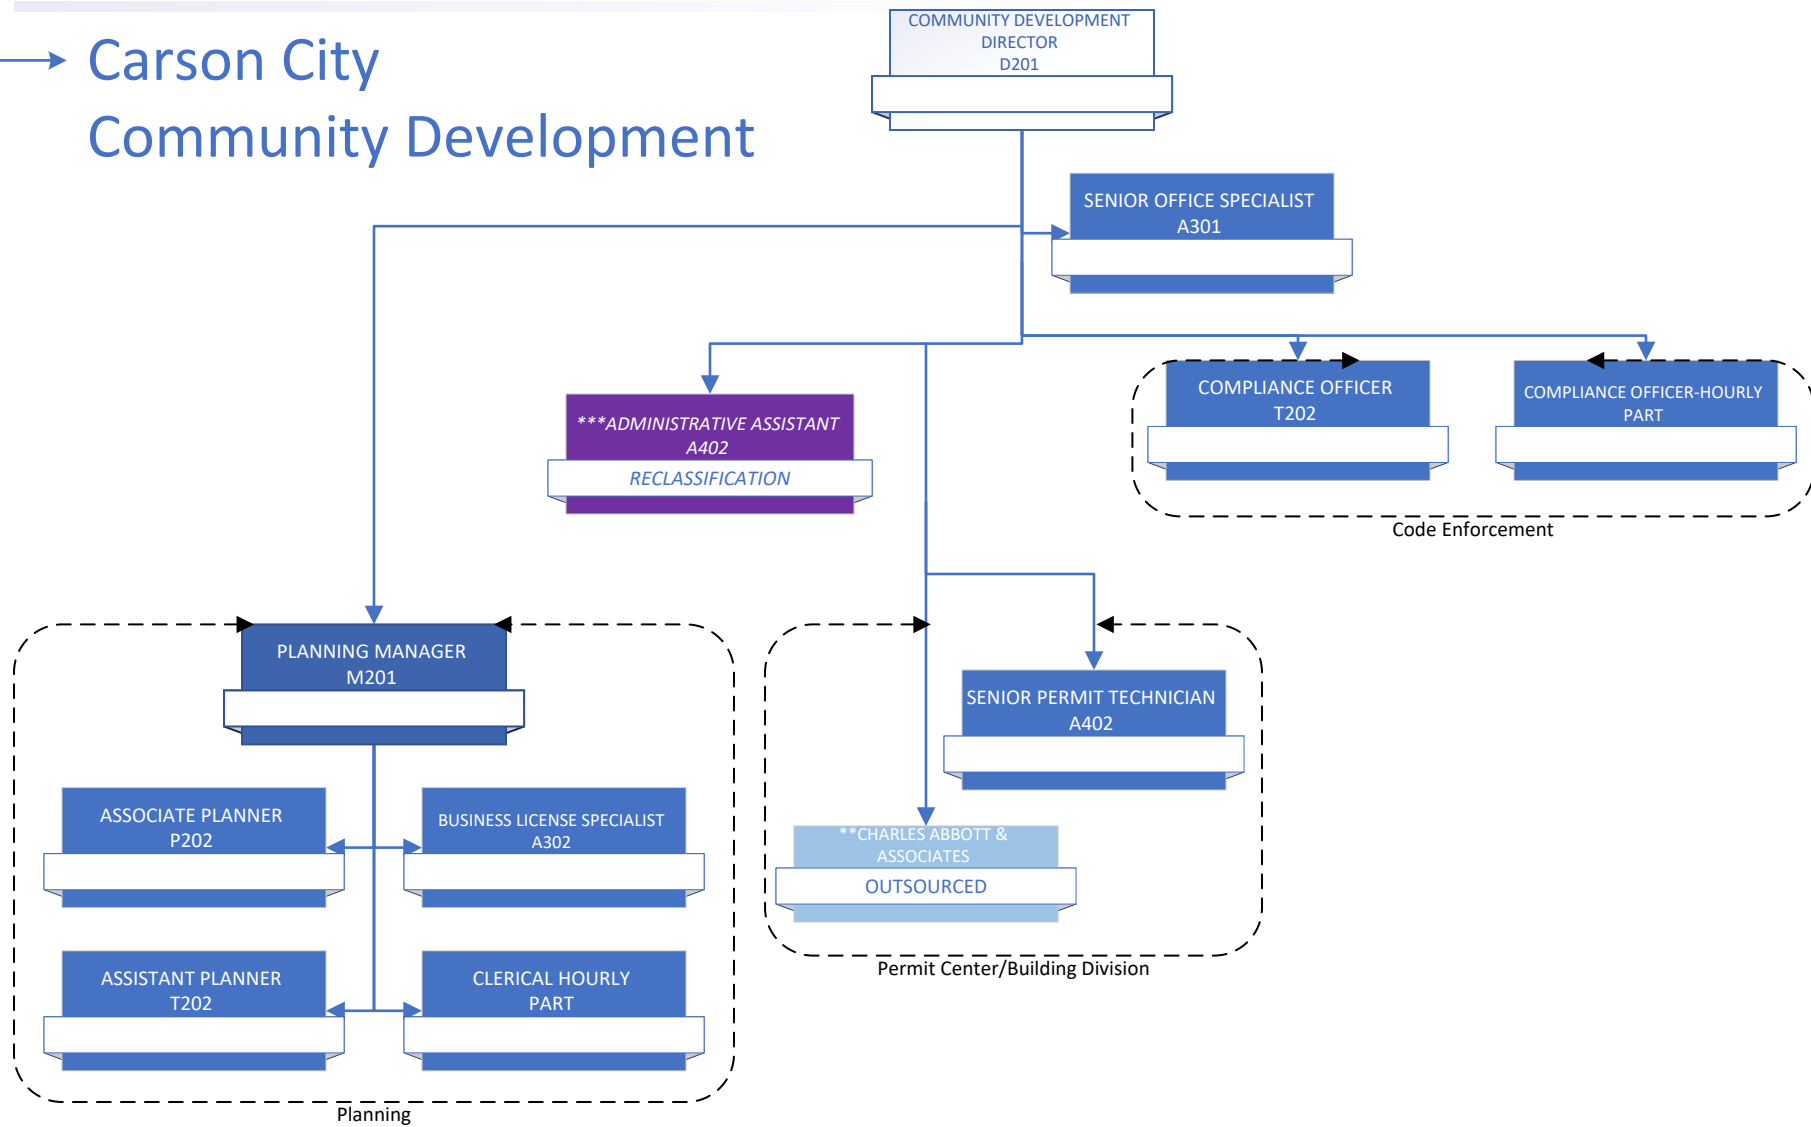 Carson City
Community Development
COMMUNITY DEVELOPMENT
DIRECTOR
D201
SENIOR OFFICE SPECIALIST
A301
***ADMINISTRATIVE ASSISTANT
A402
RECLASSIFICATION
COMPLIANCE OFFICER
T202
COMPLIANCE OFFICER-HOURLY
PART
Code Enforcement
PLANNING MANAGER
M201
ASSOCIATE PLANNER
P202
BUSINESS LICENSE SPECIALIST
A302
ASSISTANT PLANNER
T202
CLERICAL HOURLY
PART
Planning
SENIOR PERMIT TECHNICIAN
A402
**CHARLES ABBOTT &
ASSOCIATES
OUTSOURCED
Permit Center/Building Division